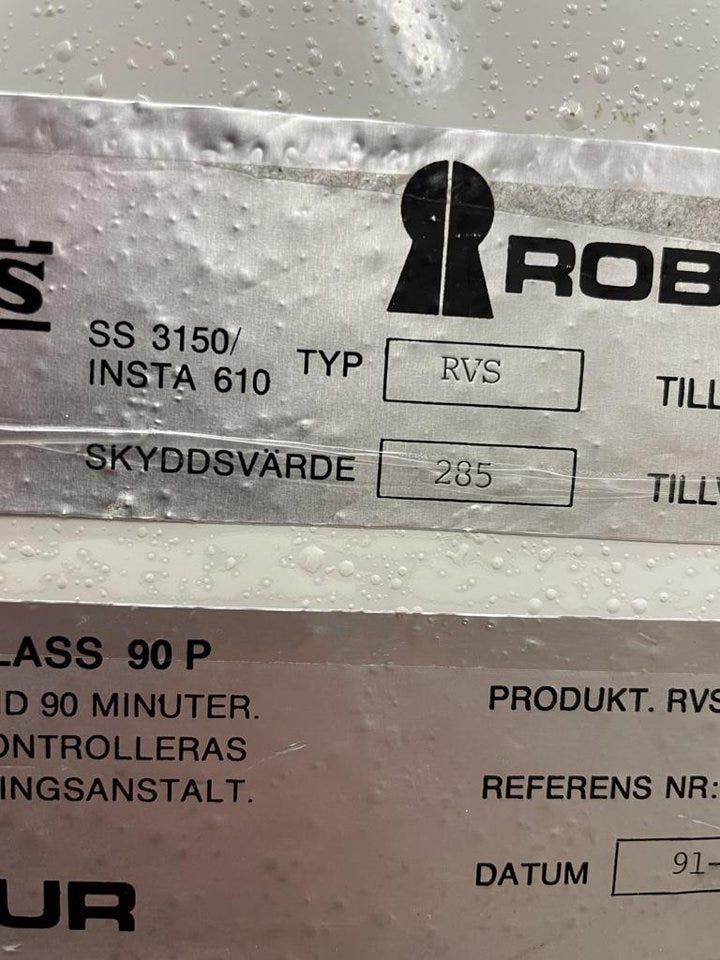 S
ROB
SS 3150/
INSTA 610
TYP
RVS
TILL
SKYDDSVÄRDE
285
TILLV
LASS 90 P
ID 90 MINUTER.
ONTROLLERAS
INGSANSTALT.
UR
PRODUKT. RVS
REFERENS NR:
DATUM
91-